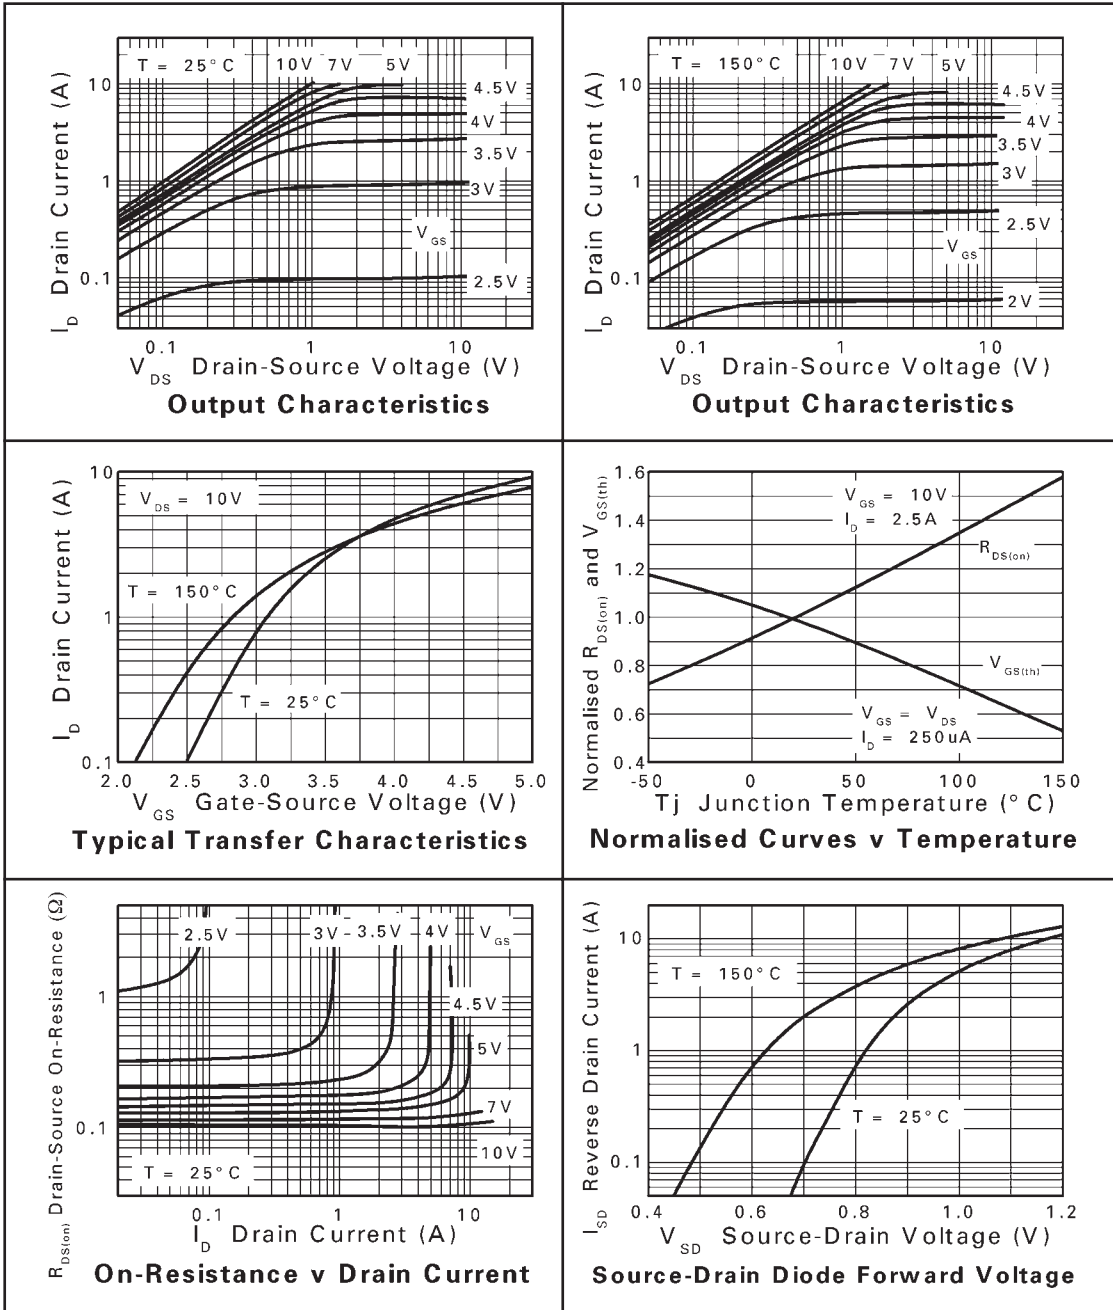 T = 25°C 10V 7V 5V
10
4.5V
4V
3.5V
1
3V
V_GS
0.1
2.5V
I_D Drain Current (A)
0.1 1 10
V_DS Drain-Source Voltage (V)
Output Characteristics
T = 150°C 10V 7V 5V
10
4.5V
4V
3.5V
1
3V
2.5V
V_GS
0.1
2V
I_D Drain Current (A)
0.1 1 10
V_DS Drain-Source Voltage (V)
Output Characteristics
10
V_DS = 10V
T = 150°C
1
T = 25°C
0.1
I_D Drain Current (A)
2.0 2.5 3.0 3.5 4.0 4.5 5.0
V_GS Gate-Source Voltage (V)
Typical Transfer Characteristics
1.6
V_GS = 10V
I_D = 2.5A
1.4
R_DS(on)
1.2
1.0
0.8
V_GS(th)
V_GS = V_DS
0.6
I_D = 250uA
0.4
Normalised R_DS(on) and V_GS(th)
-50 0 50 100 150
Tj Junction Temperature (°C)
Normalised Curves v Temperature
2.5V 3V 3.5V 4V V_GS
1
4.5V
5V
7V
0.1
10V
T = 25°C
R_DS(on) Drain-Source On-Resistance (Ω)
0.1 1 10
I_D Drain Current (A)
On-Resistance v Drain Current
10
T = 150°C
1
T = 25°C
0.1
I_SD Reverse Drain Current (A)
0.4 0.6 0.8 1.0 1.2
V_SD Source-Drain Voltage (V)
Source-Drain Diode Forward Voltage